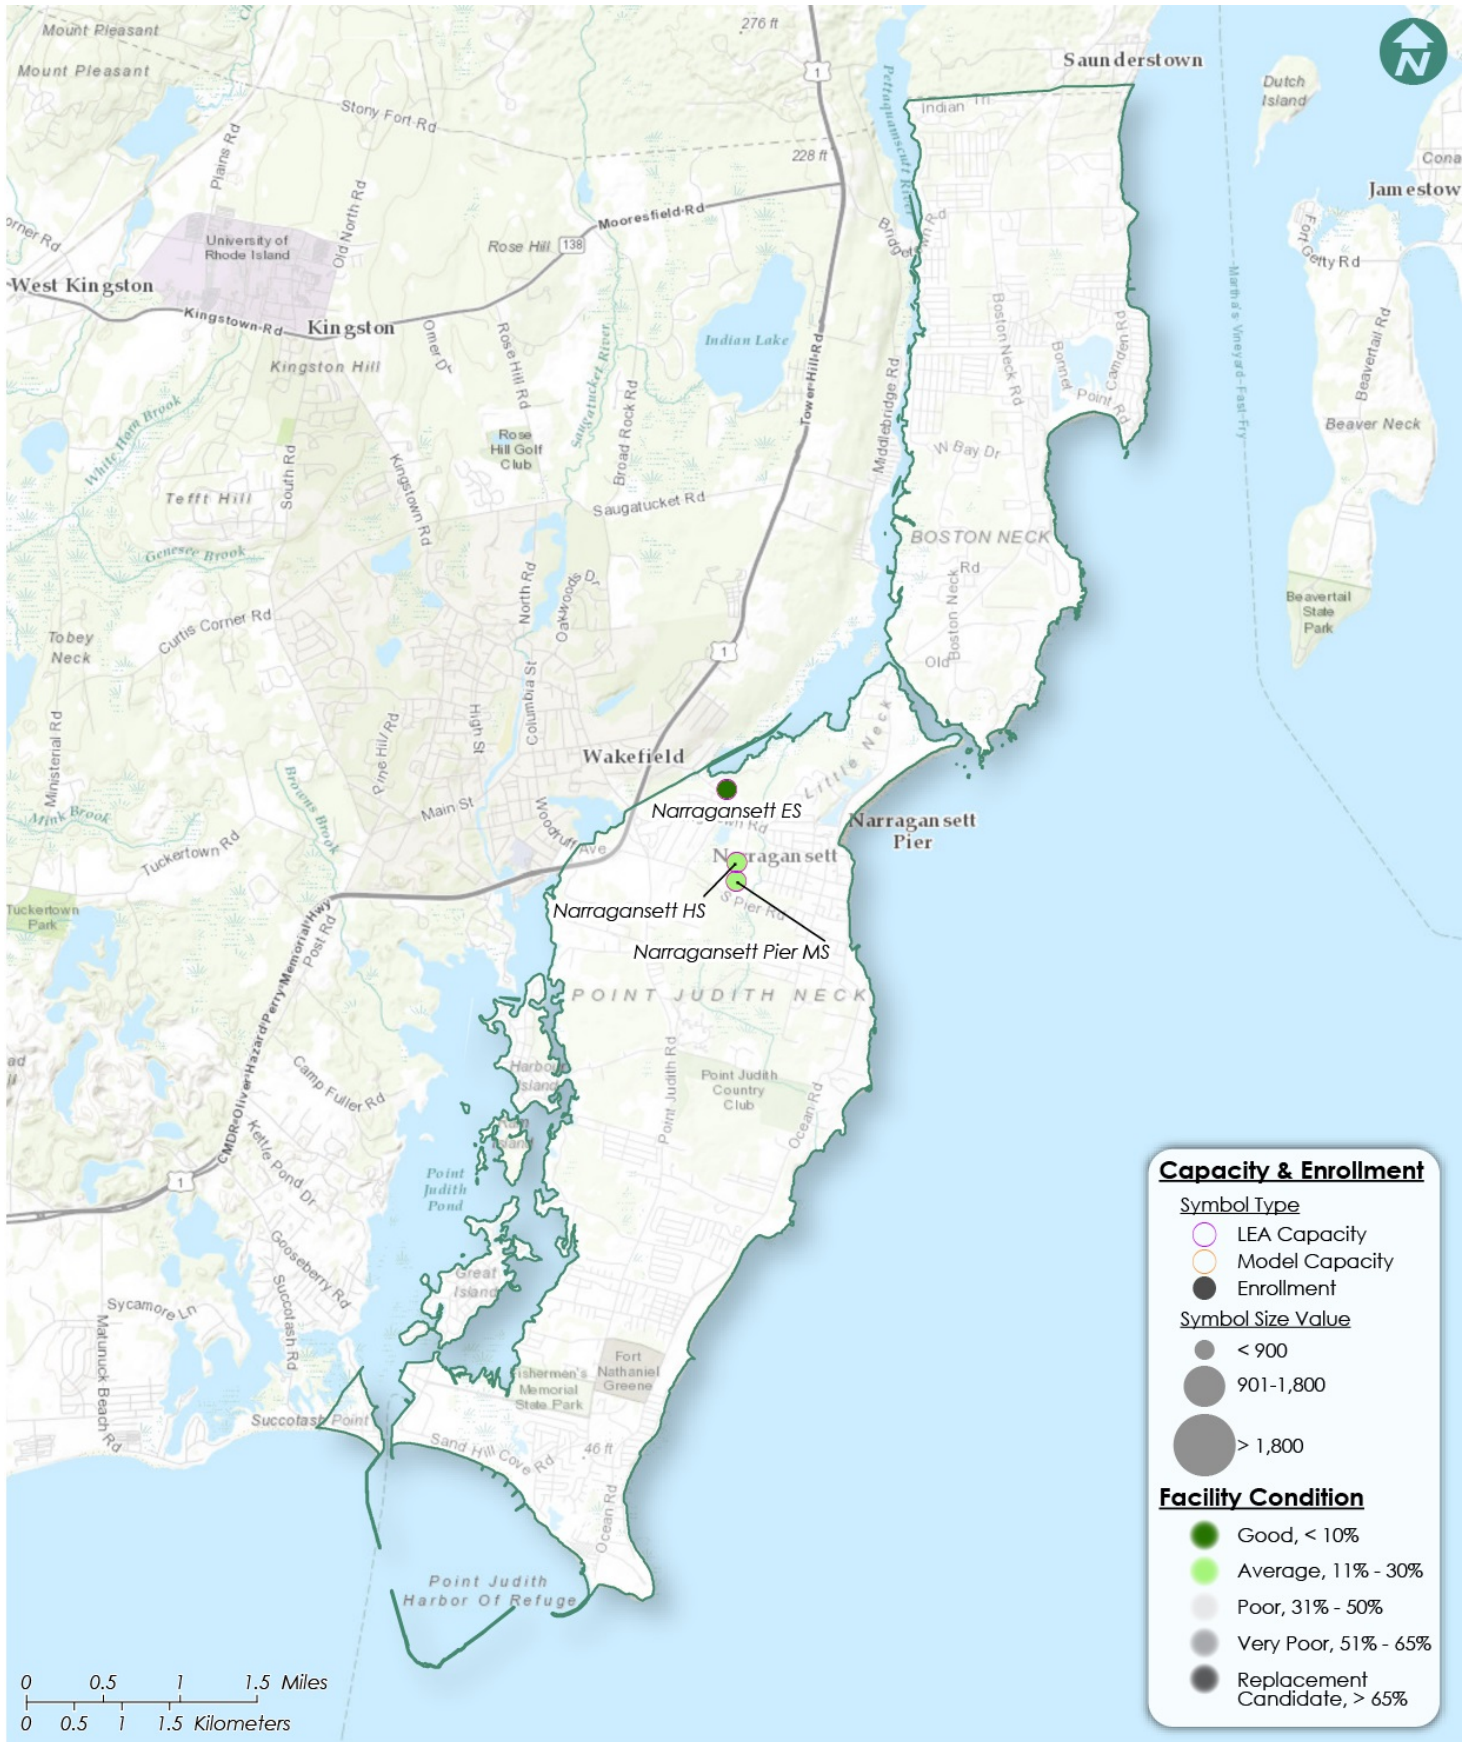 276 ft
Mount Pleasant
Mount Pleasant
Saunderstown
N
1
Dutch
Island
Stony Fort Rd
Indian Trl
Plains Rd
Pettaquamscutt River
228 ft
Cona
Jamestow
Old North Rd
Mooresfield Rd
Bridgetown Rd
Fort Getty Rd
orner Rd
University of
Rhode Island
Rose Hill
138
West Kingston
Kingstown Rd
Kingston
Martha's Vineyard-Fast-Fry
Boston Neck Rd
Camden Rd
Beavertail Rd
Indian Lake
Kingston Hill
Rose Hill Rd
Saugatucket River
Tower Hill Rd
Middlebridge Rd
Bonnet Point Rd
White Horn Brook
Broad Rock Rd
Beaver Neck
Rose
Hill Golf
Club
W Bay Dr
South Rd
Kingstown Rd
Tefft Hill
Saugatucket Rd
BOSTON NECK
Genesee Brook
Boston Neck
Rd
Old
Beavertail
State
Park
North Rd
Oakwoods Dr
Curtis Corner Rd
Tobey
Neck
1
Columbia St
Ministerial Rd
Pine Hill Rd
High St
Little Neck
Wakefield
Browns Brook
Mink Brook
Main St
Woodruff Ave
Narragansett ES
Narragansett
Pier
Tuckertown Rd
Narragansett
Tuckertown
Park
Narragansett HS
S Pier Rd
CMDR-Oliver-Hazard-Perry-Memorial-Hwy
Post Rd
Narragansett Pier MS
POINT JUDITH NECK
Harbour
Island
Point Judith Rd
Point Judith
Country
Club
Ocean Rd
Camp Fuller Rd
Kettle Pond Dr
Ram
Island
1
Point
Judith
Pond
Gooseberry Rd
Great
Island
Succotash Rd
Sycamore Ln
Matunuck Beach Rd
Fort
Nathaniel
Greene
Fishermen's
Memorial
State Park
Succotash Point
Sand Hill Cove Rd
46 ft
Ocean Rd
Point Judith
Harbor Of Refuge
0 0.5 1 1.5 Miles
0 0.5 1 1.5 Kilometers
Capacity & Enrollment
Symbol Type
LEA Capacity
Model Capacity
Enrollment
Symbol Size Value
< 900
901-1,800
> 1,800
Facility Condition
Good, < 10%
Average, 11% - 30%
Poor, 31% - 50%
Very Poor, 51% - 65%
Replacement
Candidate, > 65%